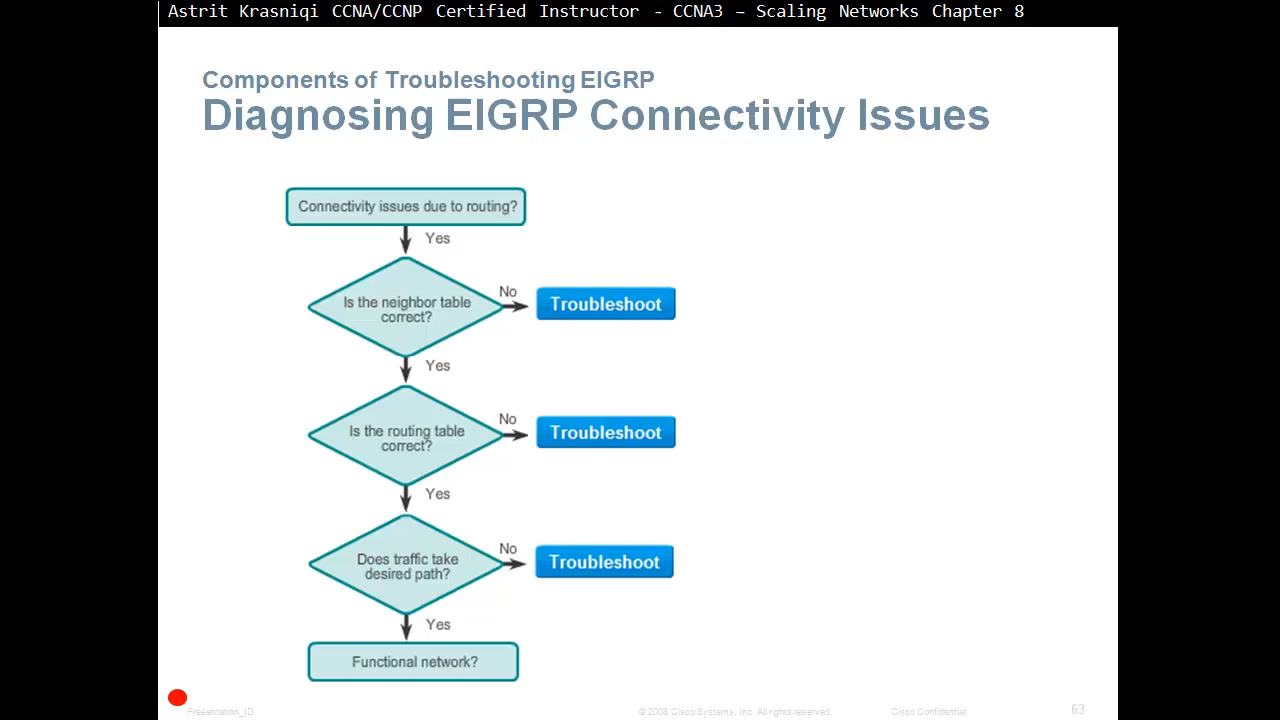 Astrit Krasniqi CCNA/CCNP Certified Instructor - CCNA3 – Scaling Networks Chapter 8
Components of Troubleshooting EIGRP
Diagnosing EIGRP Connectivity Issues
Connectivity issues due to routing?
Yes
Is the neighbor table
correct?
No
Troubleshoot
Yes
Is the routing table
correct?
No
Troubleshoot
Yes
Does traffic take
desired path?
No
Troubleshoot
Yes
Functional network?
Presentation_ID
© 2008 Cisco Systems, Inc. All rights reserved.
Cisco Confidential
63